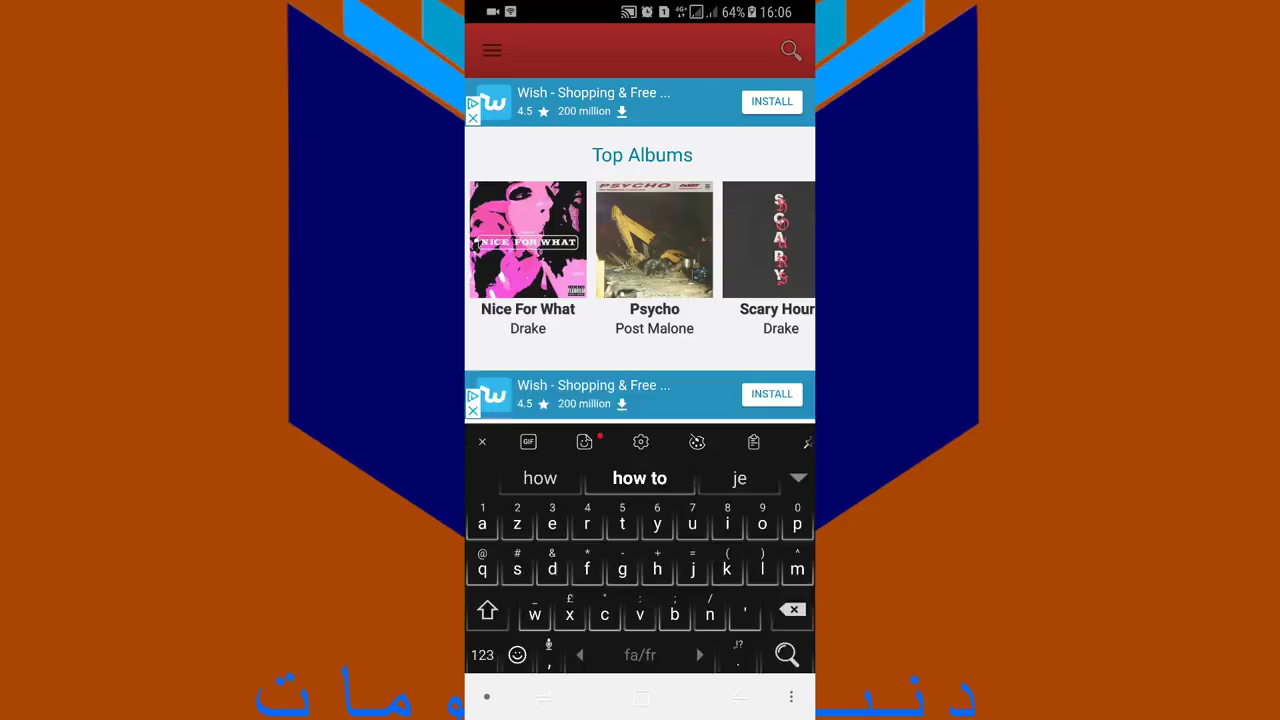 64% 16:06
Wish - Shopping & Free ...
4.5 200 million
INSTALL
Top Albums
NICE FOR WHAT
PSYCHO
SCARY
Nice For What
Psycho
Scary Hour
Drake
Post Malone
Drake
Wish - Shopping & Free ...
4.5 200 million
INSTALL
GIF
how how to je
1 2 3 4 5 6 7 8 9 0
a z e r t y u i o p
@ # & * - + = ( ) ^
q s d f g h j k l m
_ £ " : ; /
w x c v b n '
123 , fa/fr ,!? .